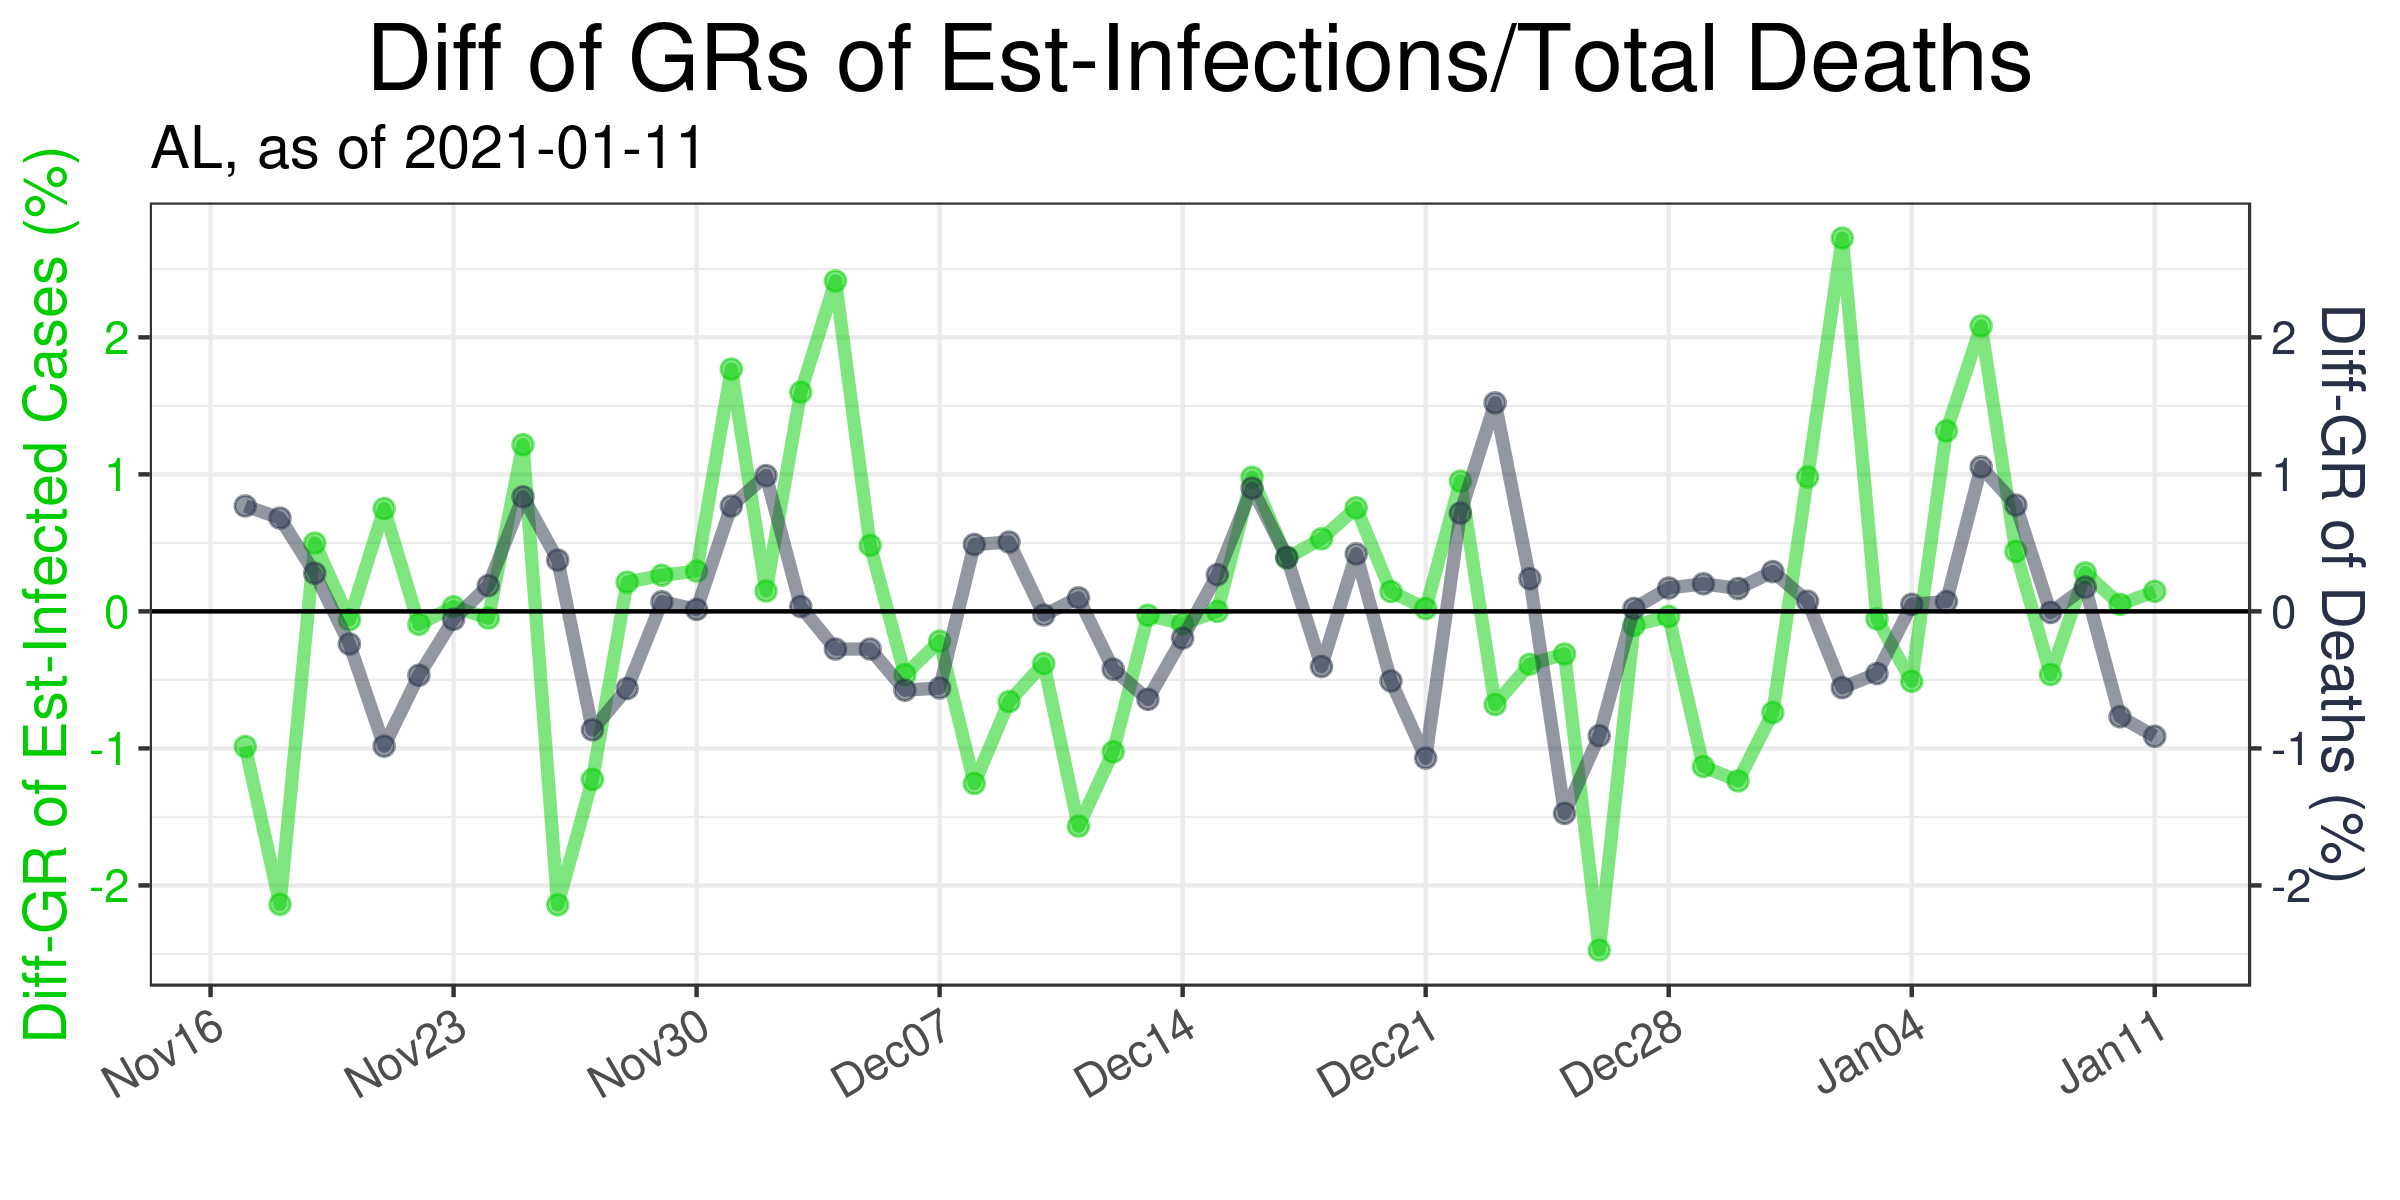 Diff of GRs of Est-Infections/Total Deaths
AL, as of 2021-01-11
Diff-GR of Est-Infected Cases (%)
2
1
0
-1
-2
2
1
0
-1
-2
Diff-GR of Deaths (%)
Nov16
Nov23
Nov30
Dec07
Dec14
Dec21
Dec28
Jan04
Jan11